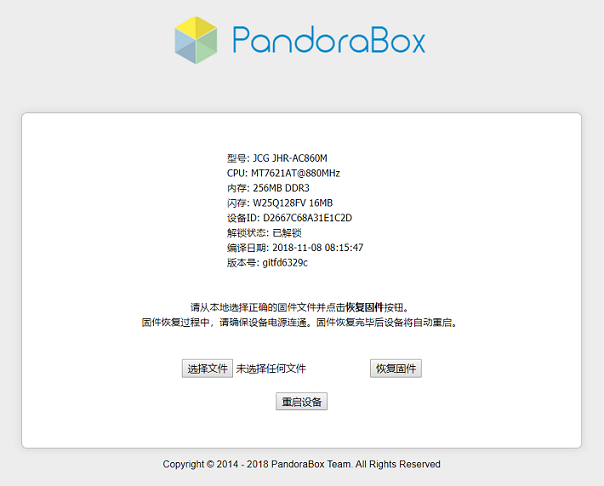 PandoraBox
型号: JCG JHR-AC860M
CPU: MT7621AT@880MHz
内存: 256MB DDR3
闪存: W25Q128FV 16MB
设备ID: D2667C68A31E1C2D
解锁状态: 已解锁
编译日期: 2018-11-08 08:15:47
版本号: gitfd6329c
请从本地选择正确的固件文件并点击恢复固件按钮。
固件恢复过程中，请确保设备电源连通。固件恢复完毕后设备将自动重启。
选择文件 未选择任何文件 恢复固件
重启设备
Copyright © 2014 - 2018 PandoraBox Team. All Rights Reserved